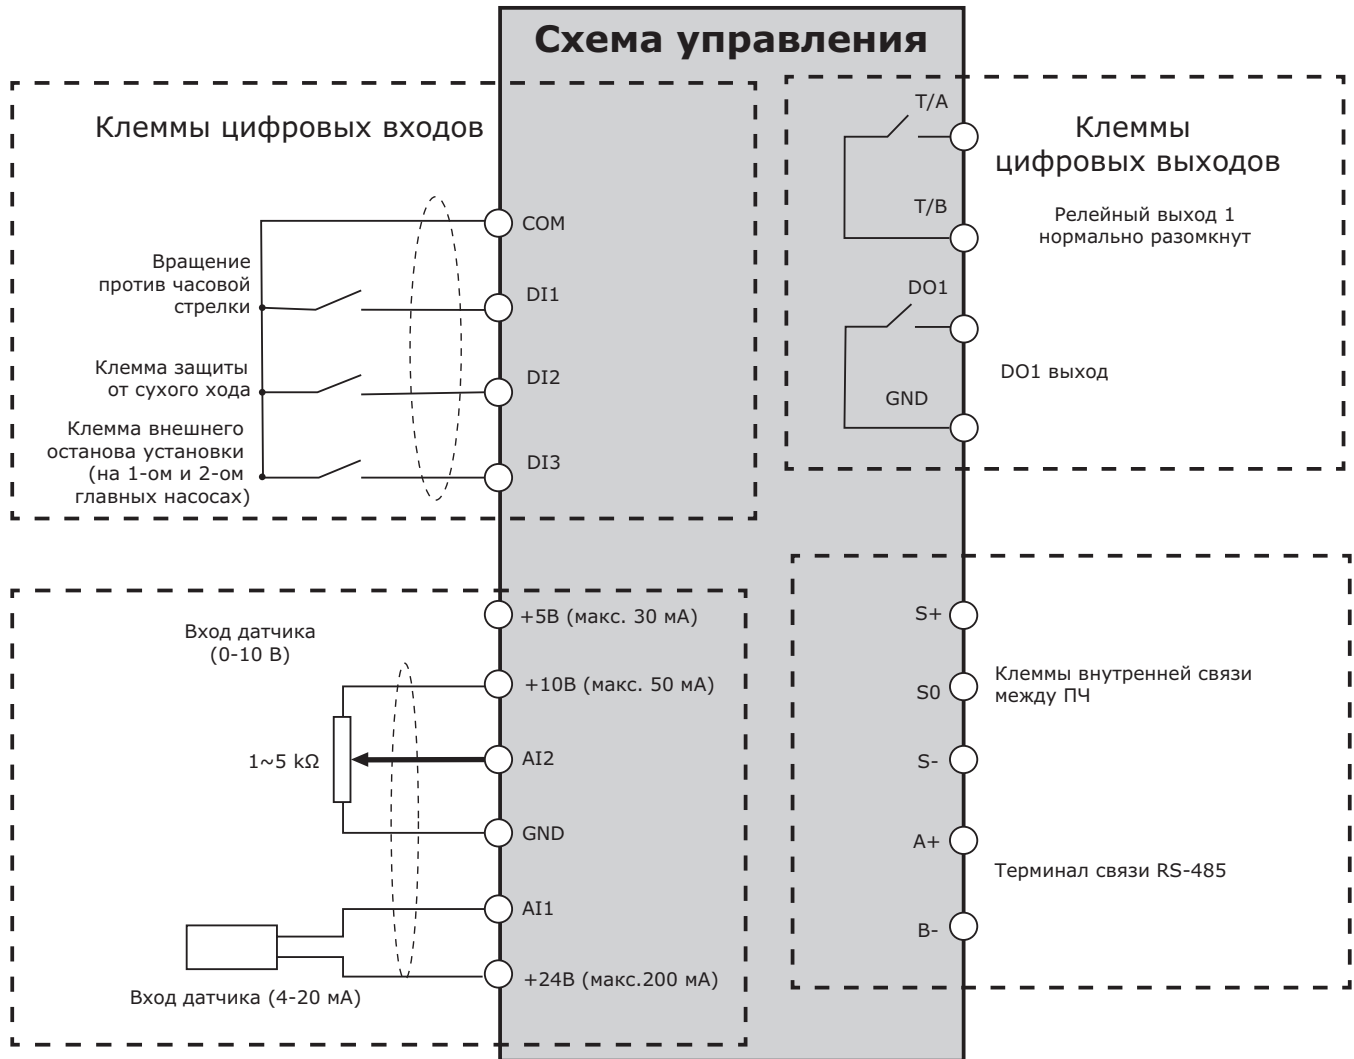 Схема управления
Клеммы цифровых входов
COM
Вращение
против часовой
стрелки
DI1
Клемма защиты
от сухого хода
DI2
Клемма внешнего
останова установки
(на 1-ом и 2-ом
главных насосах)
DI3
T/A
Клеммы
цифровых выходов
T/B
Релейный выход 1
нормально разомкнут
DO1
DO1 выход
GND
+5В (макс. 30 мА)
Вход датчика
(0-10 В)
+10В (макс. 50 мА)
1~5 kΩ
AI2
GND
AI1
+24В (макс.200 мА)
Вход датчика (4-20 мА)
S+
Клеммы внутренней связи
между ПЧ
S0
S-
A+
Терминал связи RS-485
B-